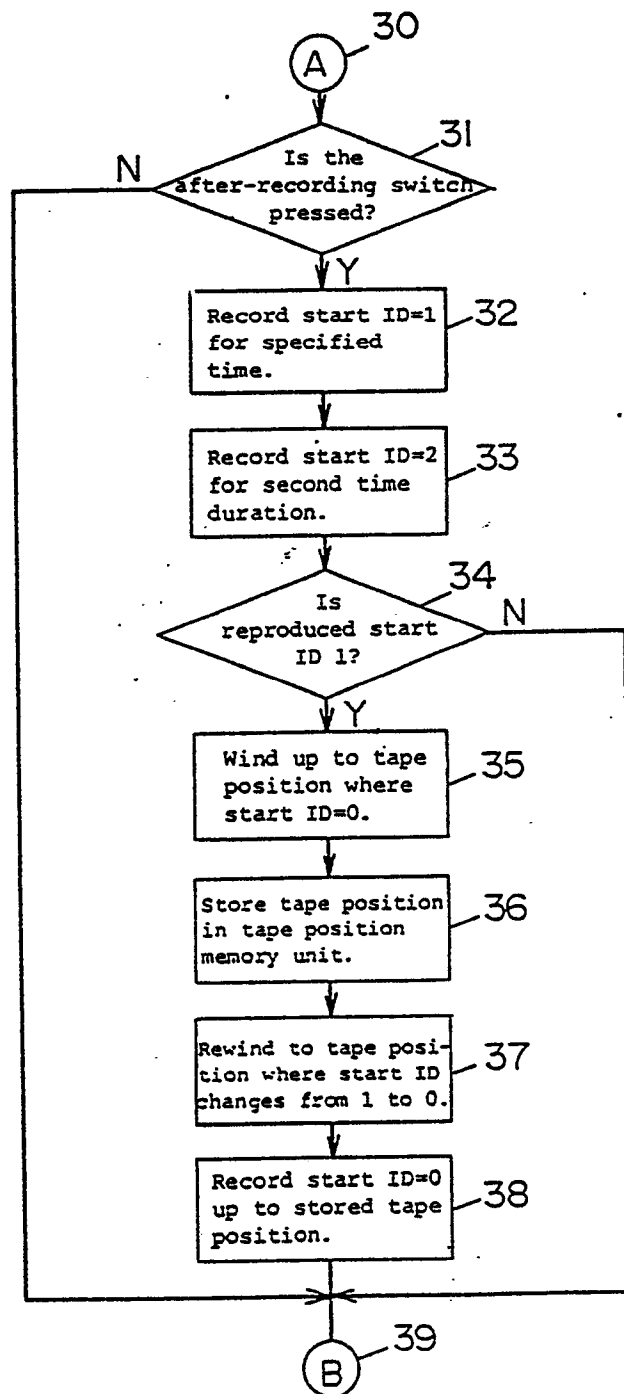 30
A
31
N
Is the
after-recording switch
pressed?
Y
Record start ID=1
for specified
time.
32
Record start ID=2
for second time
duration.
33
34
Is
reproduced start
ID 1?
N
Y
Wind up to tape
position where
start ID=0.
35
Store tape position
in tape position
memory unit.
36
Rewind to tape posi-
tion where start ID
changes from 1 to 0.
37
Record start ID=0
up to stored tape
position.
38
39
B